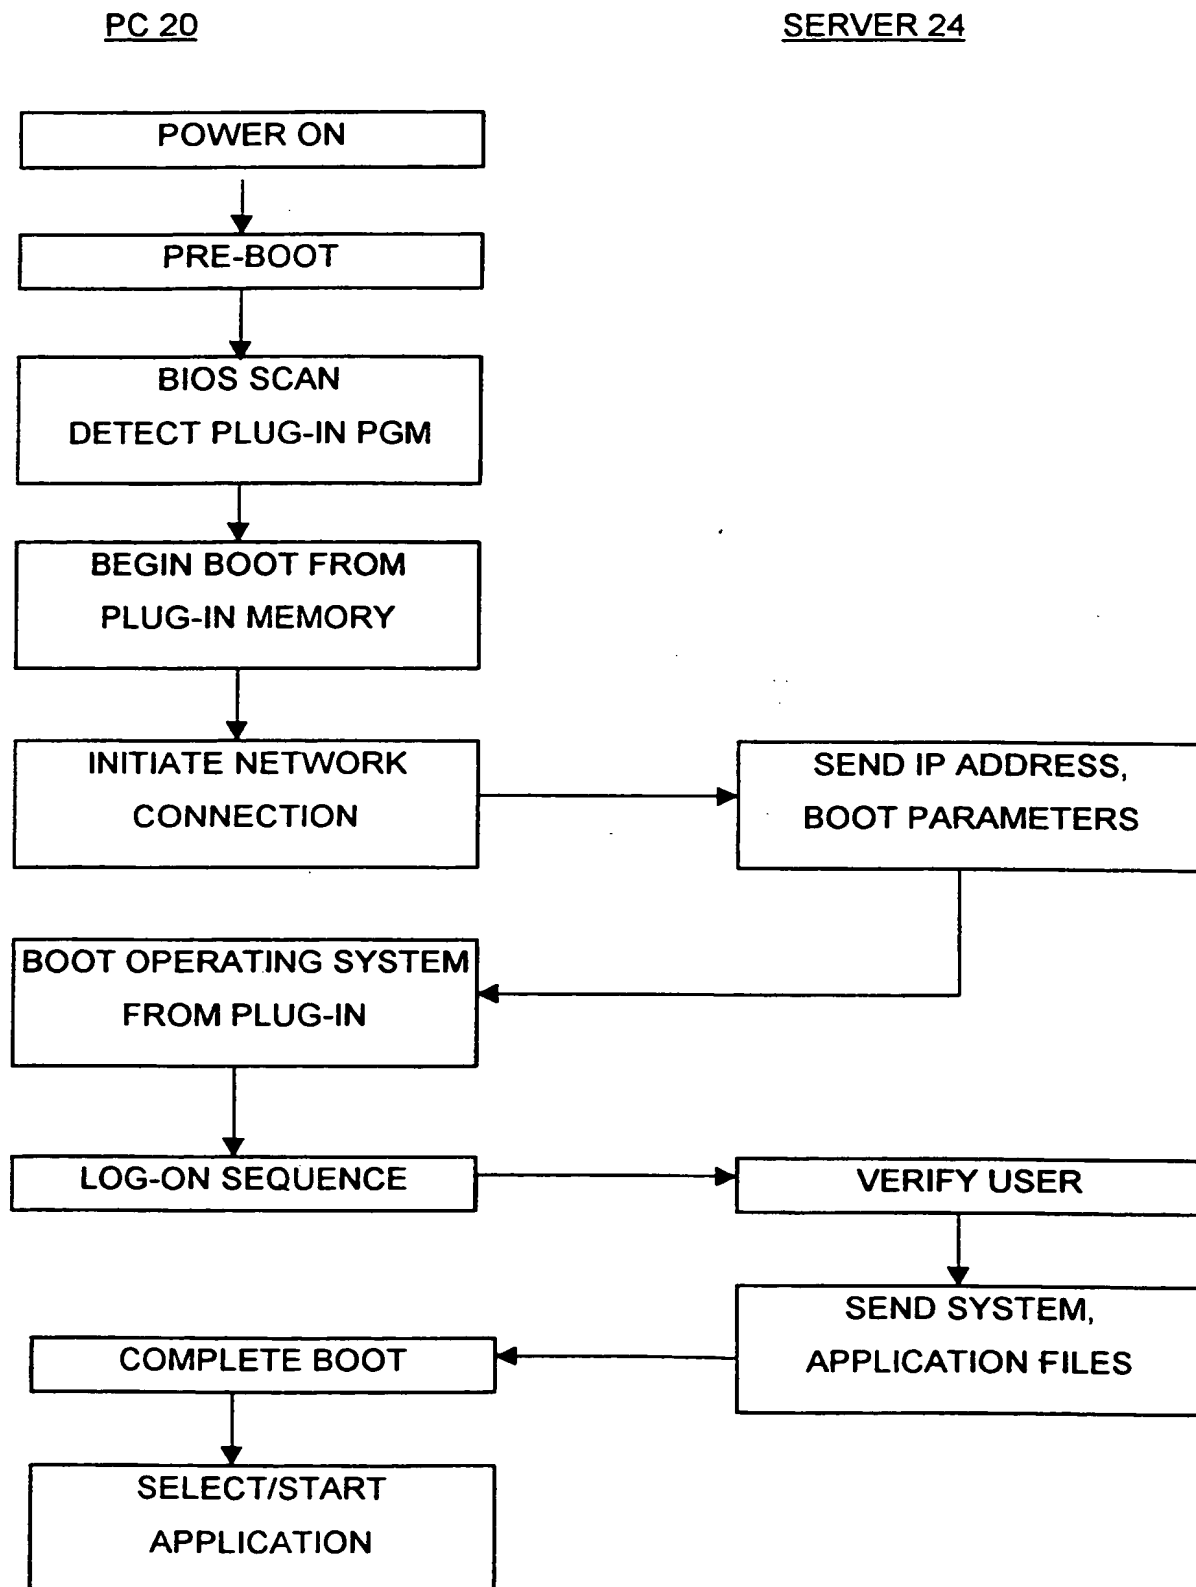 PC 20
SERVER 24
POWER ON
PRE-BOOT
BIOS SCAN
DETECT PLUG-IN PGM
BEGIN BOOT FROM
PLUG-IN MEMORY
INITIATE NETWORK
CONNECTION
SEND IP ADDRESS,
BOOT PARAMETERS
BOOT OPERATING SYSTEM
FROM PLUG-IN
LOG-ON SEQUENCE
VERIFY USER
SEND SYSTEM,
APPLICATION FILES
COMPLETE BOOT
SELECT/START
APPLICATION